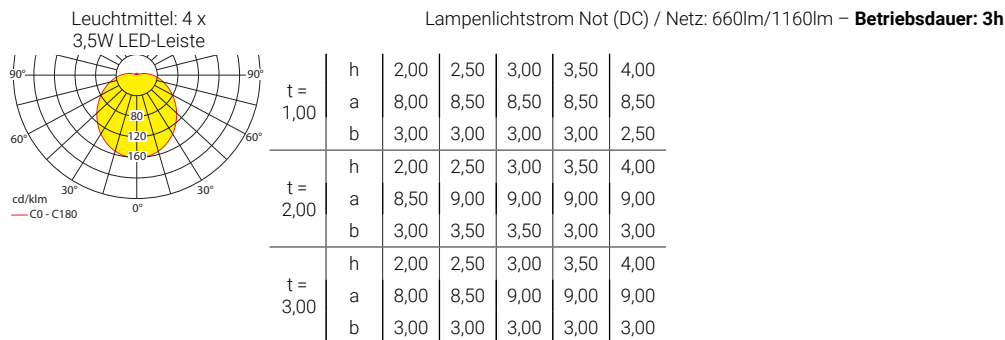 Leuchtmittel: 4 x
3,5W LED-Leiste
Lampenlichtstrom Not (DC) / Netz: 660lm/1160lm – Betriebsdauer: 3h
90° 90°
80
120
160
60° 60°
30° 30°
0°
cd/klm
C0 - C180
t = 1,00
h 2,00 2,50 3,00 3,50 4,00
a 8,00 8,50 8,50 8,50 8,50
b 3,00 3,00 3,00 3,00 2,50
t = 2,00
h 2,00 2,50 3,00 3,50 4,00
a 8,50 9,00 9,00 9,00 9,00
b 3,00 3,50 3,50 3,00 3,00
t = 3,00
h 2,00 2,50 3,00 3,50 4,00
a 8,00 8,50 9,00 9,00 9,00
b 3,00 3,00 3,00 3,00 3,00